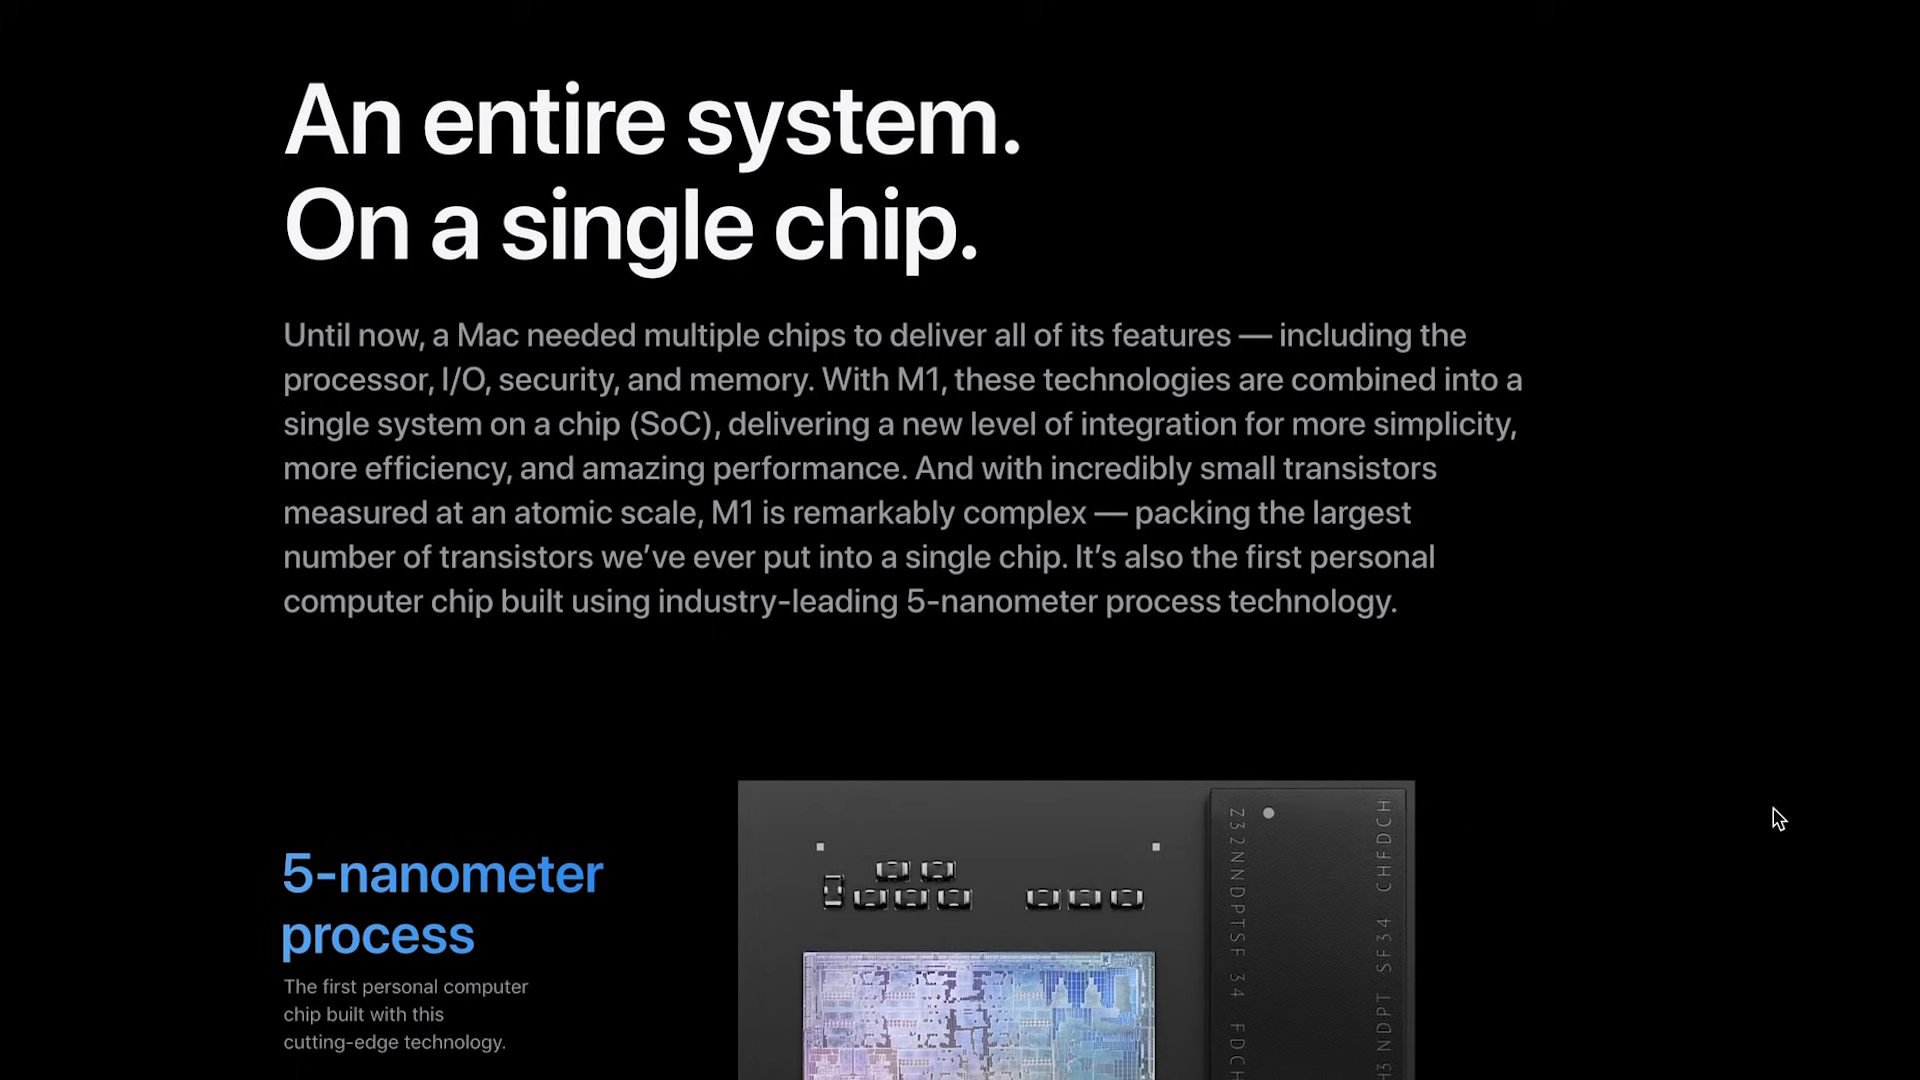 An entire system.
On a single chip.
Until now, a Mac needed multiple chips to deliver all of its features — including the
processor, I/O, security, and memory. With M1, these technologies are combined into a
single system on a chip (SoC), delivering a new level of integration for more simplicity,
more efficiency, and amazing performance. And with incredibly small transistors
measured at an atomic scale, M1 is remarkably complex — packing the largest
number of transistors we’ve ever put into a single chip. It’s also the first personal
computer chip built using industry-leading 5-nanometer process technology.
5-nanometer
process
The first personal computer
chip built with this
cutting-edge technology.
Z32NNDPTSF 34 FDCH
NDPT SF34 CHFDCH